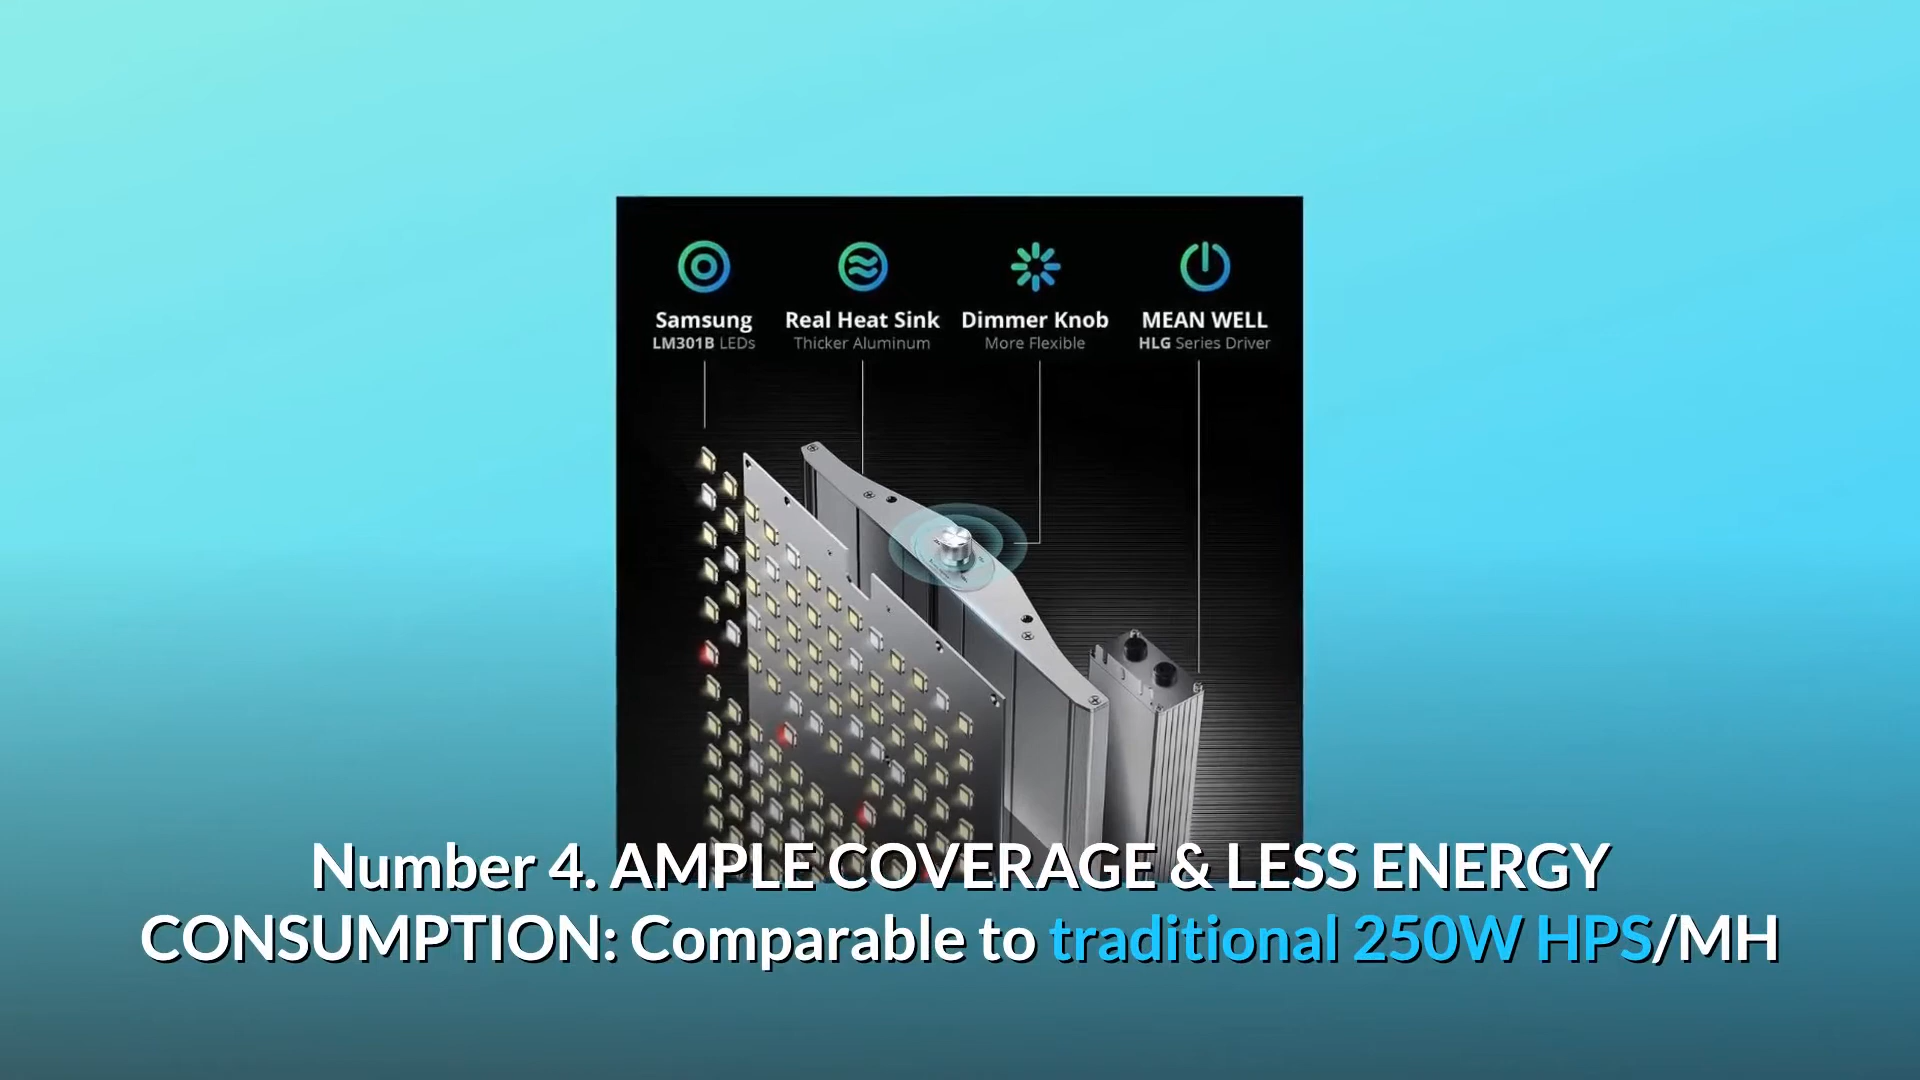 Samsung
LM301B LEDs
Real Heat Sink
Thicker Aluminum
Dimmer Knob
More Flexible
MEAN WELL
HLG Series Driver
Number 4. AMPLE COVERAGE & LESS ENERGY
CONSUMPTION: Comparable to traditional 250W HPS/MH